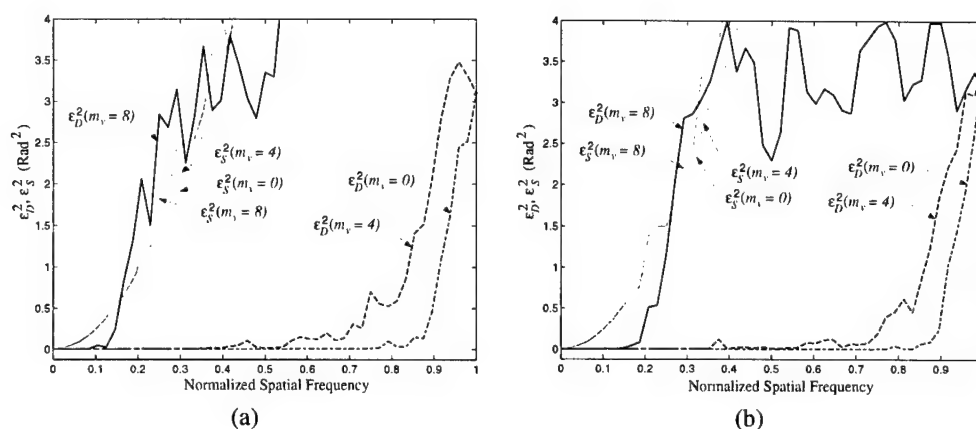 4
3.5
3
2.5
2
1.5
1
0.5
0
ε²_D, ε²_S (Rad²)
ε²_D(m_v = 8)
ε²_S(m_v = 4)
ε²_S(m_v = 0)
ε²_S(m_v = 8)
ε²_D(m_v = 0)
ε²_D(m_v = 4)
0 0.1 0.2 0.3 0.4 0.5 0.6 0.7 0.8 0.9 1
Normalized Spatial Frequency
(a)
4
3.5
3
2.5
2
1.5
1
0.5
0
ε²_D, ε²_S (Rad²)
ε²_D(m_v = 8)
ε²_S(m_v = 8)
ε²_S(m_v = 4)
ε²_S(m_v = 0)
ε²_D(m_v = 0)
ε²_D(m_v = 4)
0 0.1 0.2 0.3 0.4 0.5 0.6 0.7 0.8 0.9
Normalized Spatial Frequency
(b)